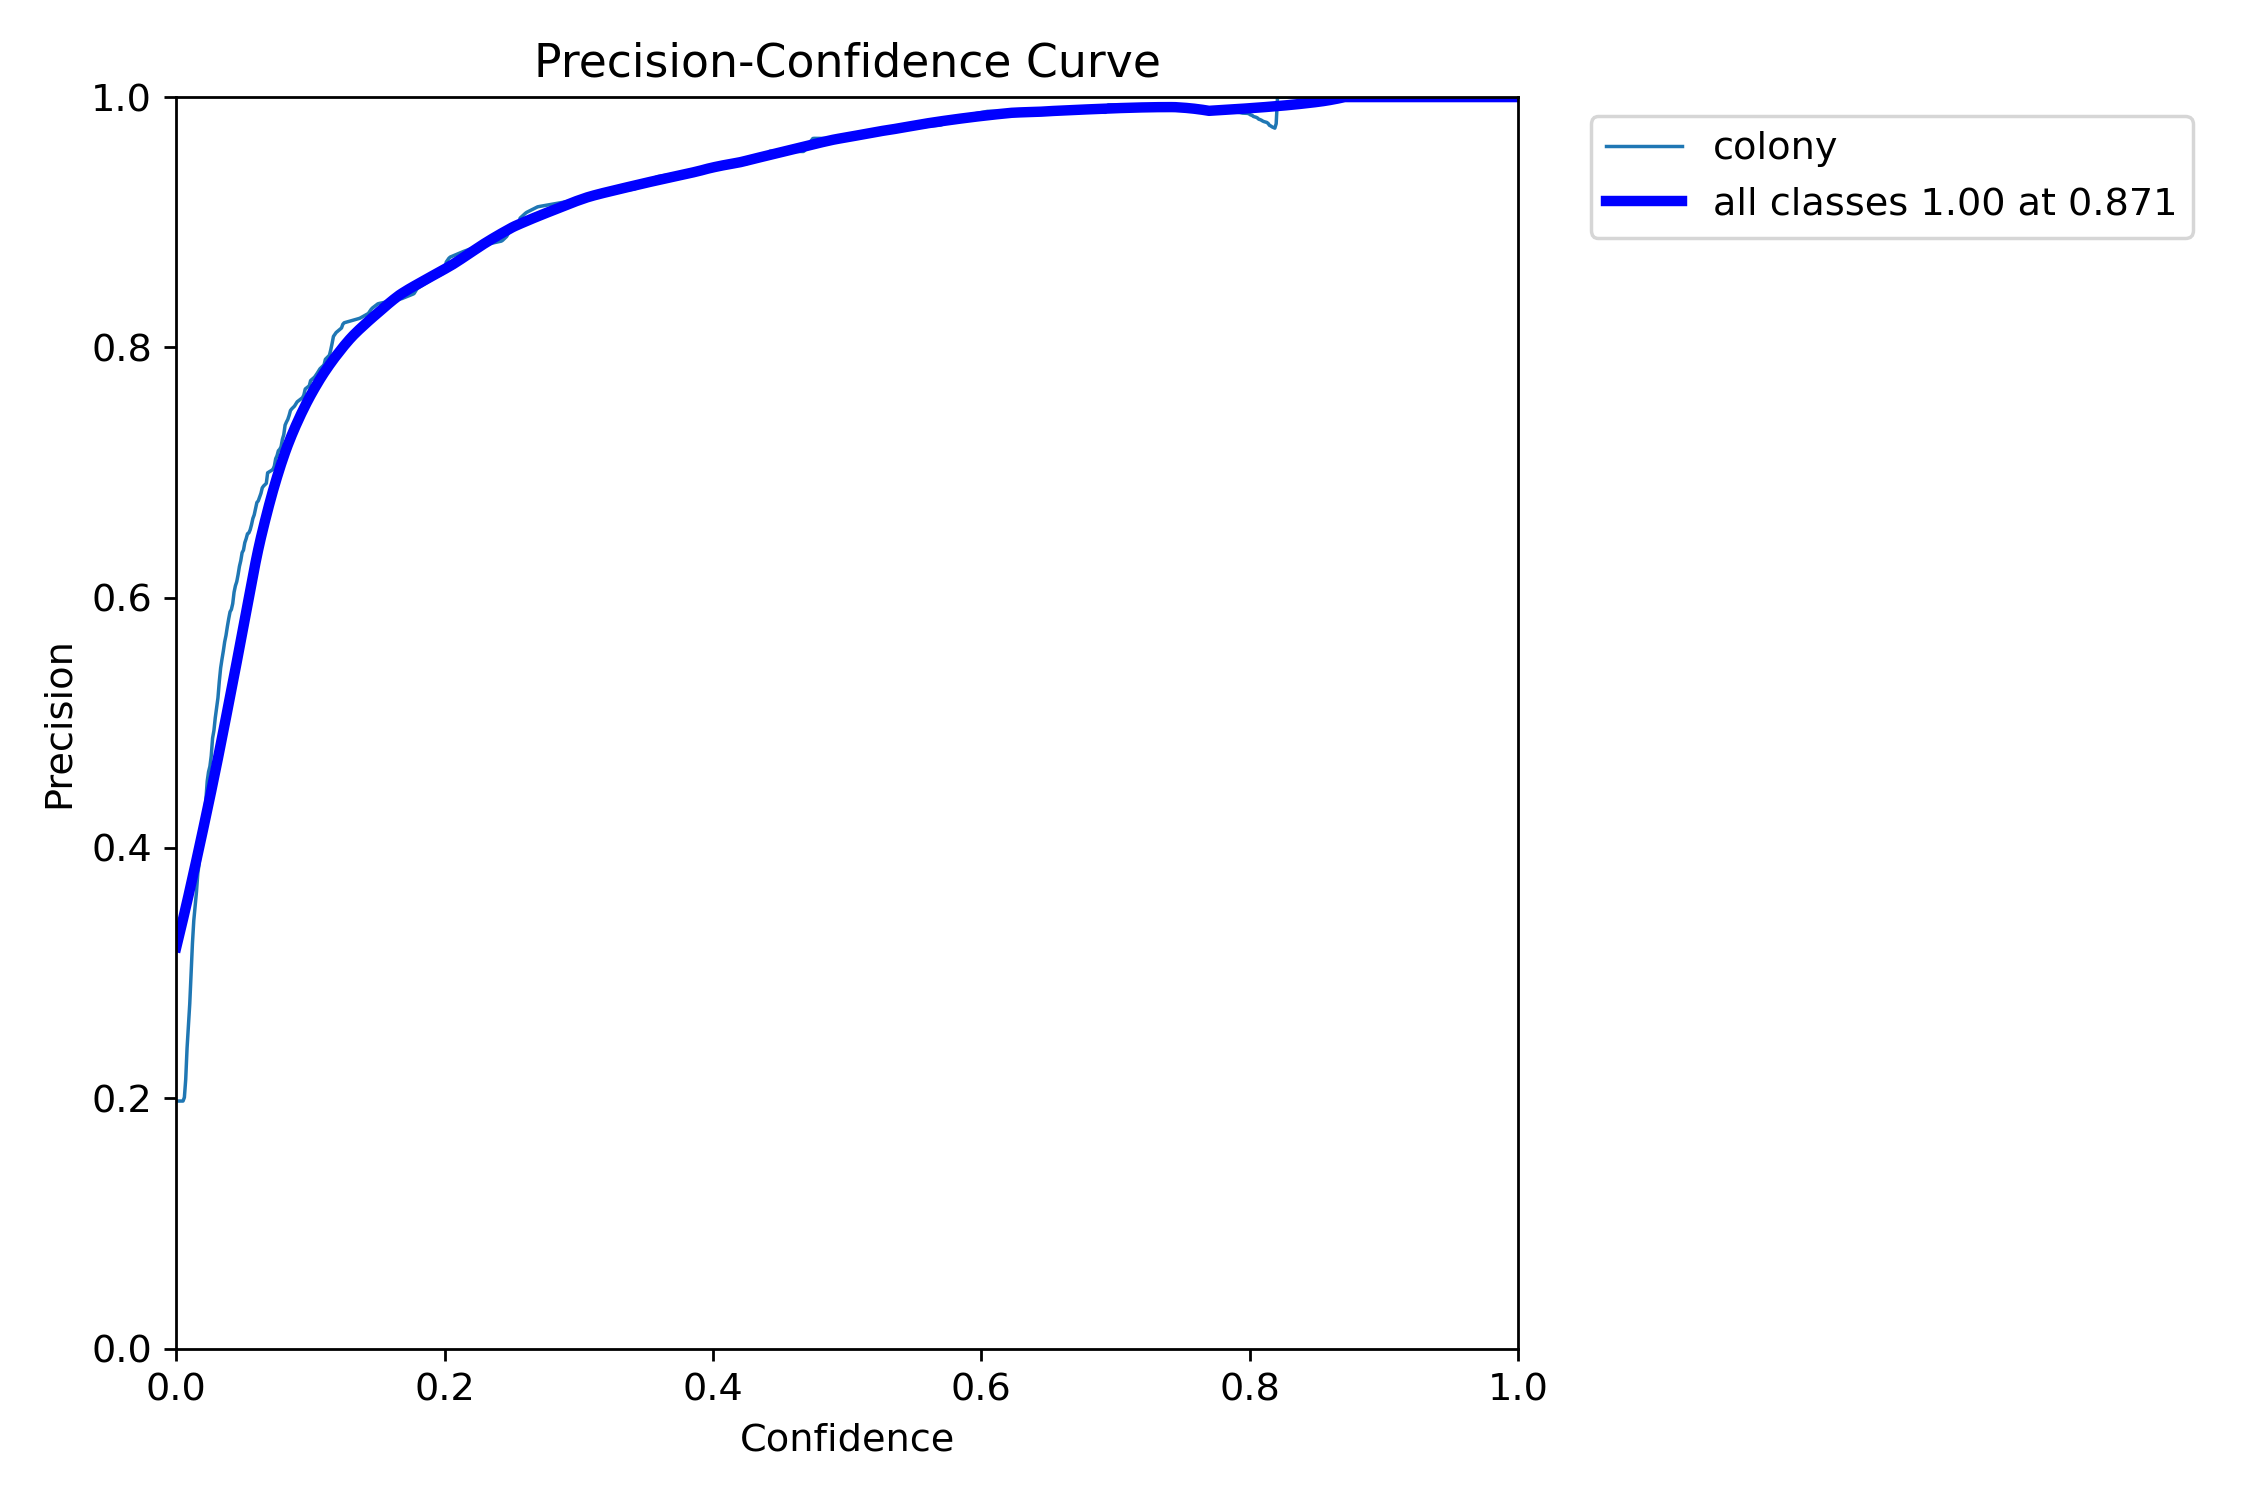 Precision-Confidence Curve
1.0
0.8
0.6
0.4
0.2
0.0
Precision
0.0 0.2 0.4 0.6 0.8 1.0
Confidence
colony
all classes 1.00 at 0.871